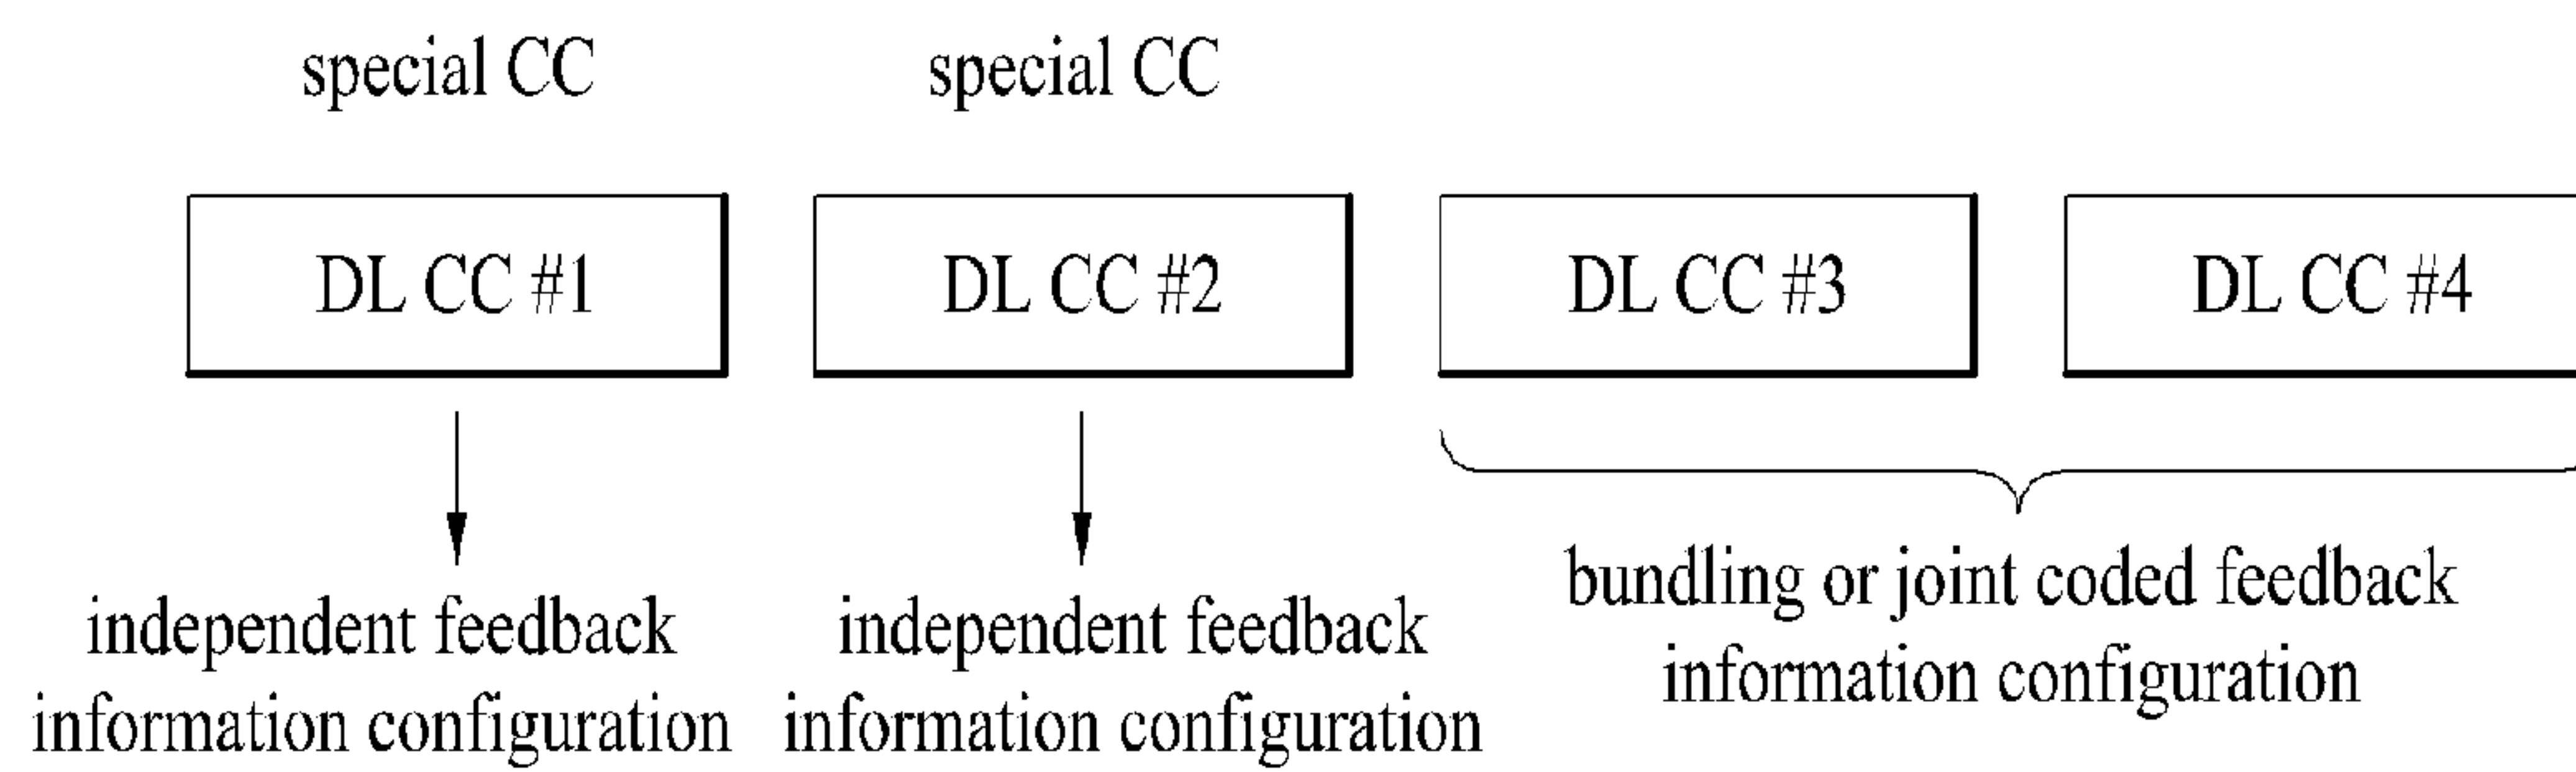 special CC
special CC
DL CC #1
DL CC #2
DL CC #3
DL CC #4
independent feedback
information configuration
independent feedback
information configuration
bundling or joint coded feedback
information configuration